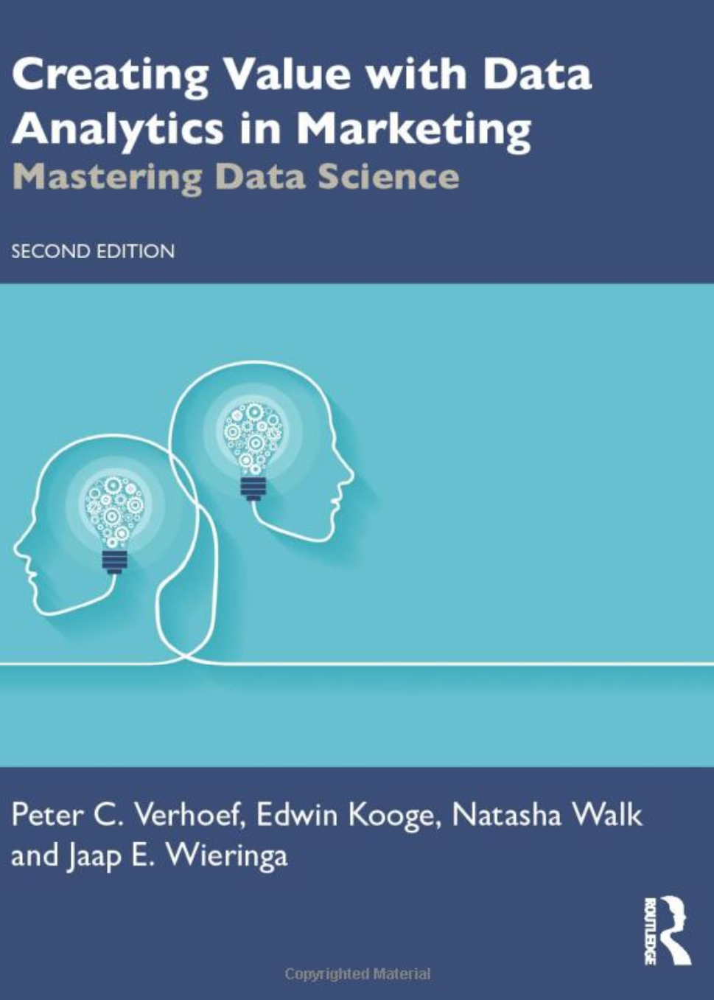 Creating Value with Data
Analytics in Marketing
Mastering Data Science
SECOND EDITION
Peter C. Verhoef, Edwin Kooge, Natasha Walk
and Jaap E. Wieringa
ROUTLEDGE
Copyrighted Material